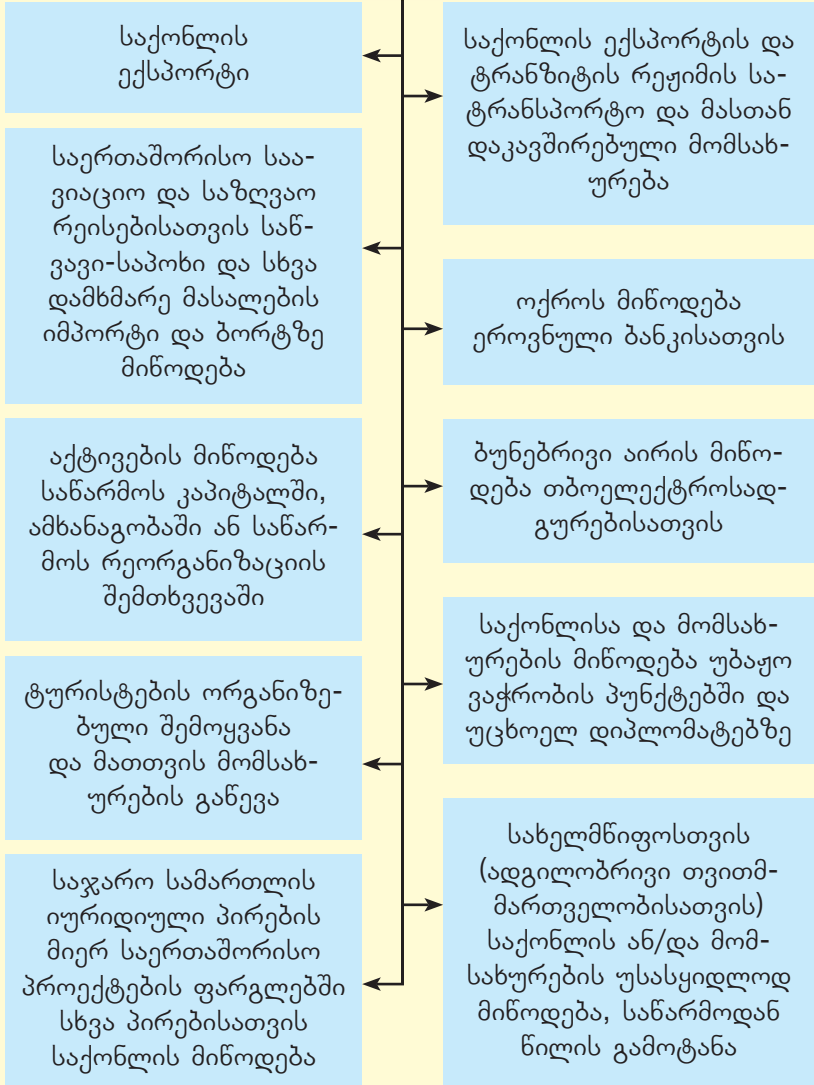 საქონლის
ექსპორტი
საქონლის ექსპორტის და
ტრანზიტის რეჟიმის სა-
ტრანსპორტო და მასთან
დაკავშირებული მომსახ-
ურება
საერთაშორისო საა-
ვიაციო და საზღვაო
რეისებისათვის საწ-
ვავი-საპოხი და სხვა
დამხმარე მასალების
იმპორტი და ბორტზე
მიწოდება
ოქროს მიწოდება
ეროვნული ბანკისათვის
აქტივების მიწოდება
საწარმოს კაპიტალში,
ამხანაგობაში ან საწარ-
მოს რეორგანიზაციის
შემთხვევაში
ბუნებრივი აირის მიწო-
დება თბოელექტროსად-
გურებისათვის
საქონლისა და მომსახ-
ურების მიწოდება უბაჟო
ვაჭრობის პუნქტებში და
უცხოელ დიპლომატებზე
ტურისტების ორგანიზე-
ბული შემოყვანა
და მათთვის მომსახ-
ურების გაწევა
სახელმწიფოსთვის
(ადგილობრივი თვითმ-
მართველობისათვის)
საქონლის ან/და მომ-
სახურების უსასყიდლოდ
მიწოდება, საწარმოდან
წილის გამოტანა
საჯარო სამართლის
იურიდიული პირების
მიერ საერთაშორისო
პროექტების ფარგლებში
სხვა პირებისათვის
საქონლის მიწოდება